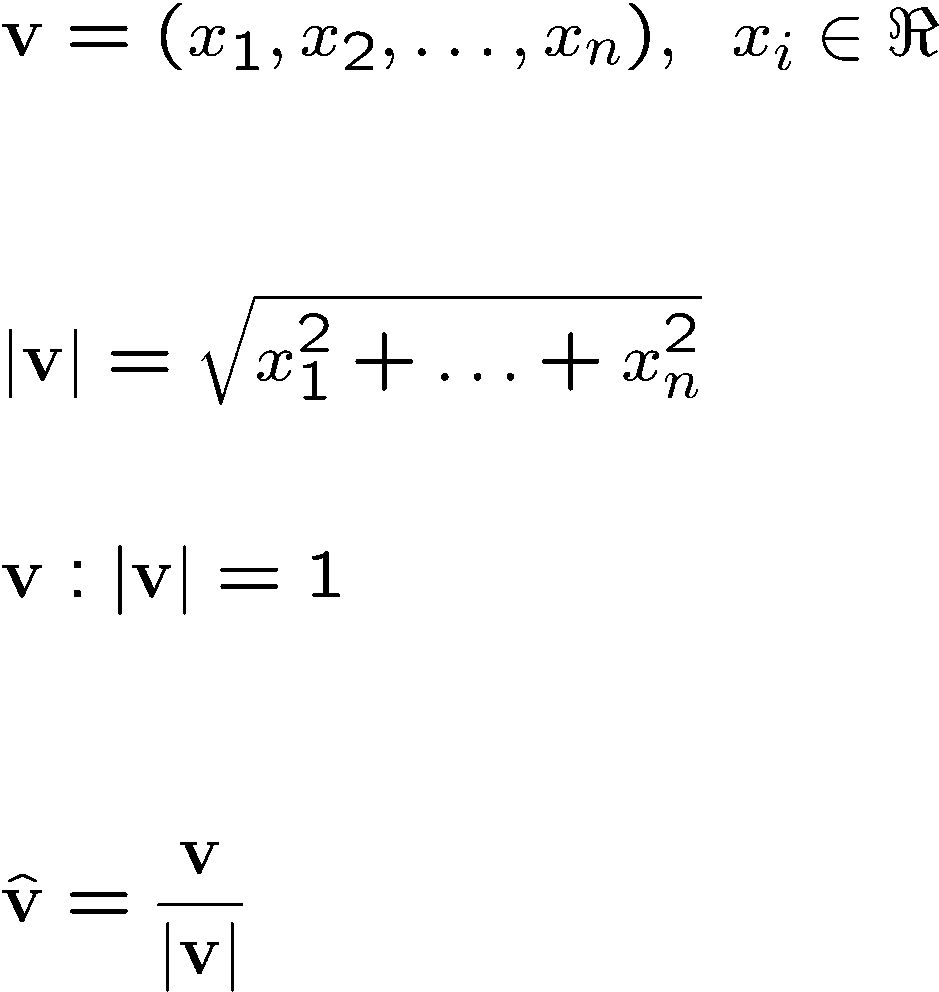 v = (x₁, x₂, . . . , xₙ),  xᵢ ∈ ℜ
|v| = √(x₁² + . . . + xₙ²)
v : |v| = 1
v̂ = v / |v|